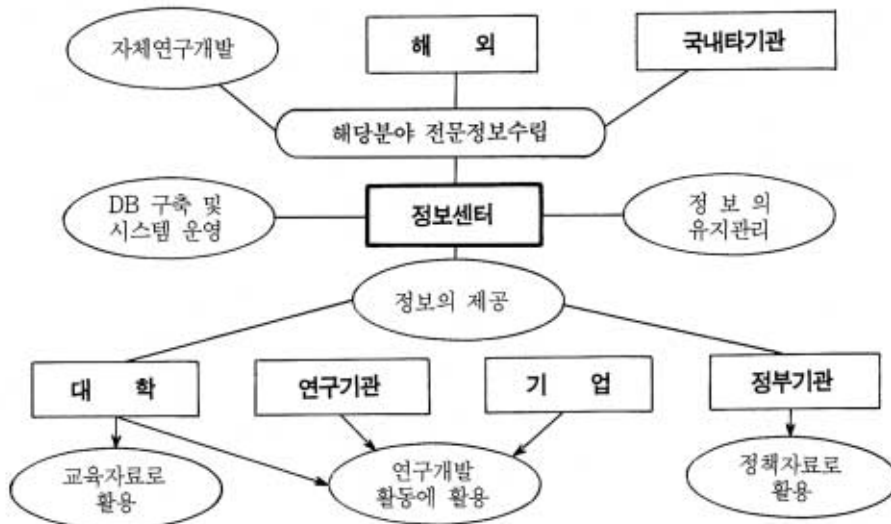 자체연구개발
해 외
국내타기관
해당분야 전문정보수립
DB 구축 및
시스템 운영
정보센터
정 보 의
유지관리
정보의 제공
대 학
연구기관
기 업
정부기관
교육자료로
활용
연구개발
활동에 활용
정책자료로
활용